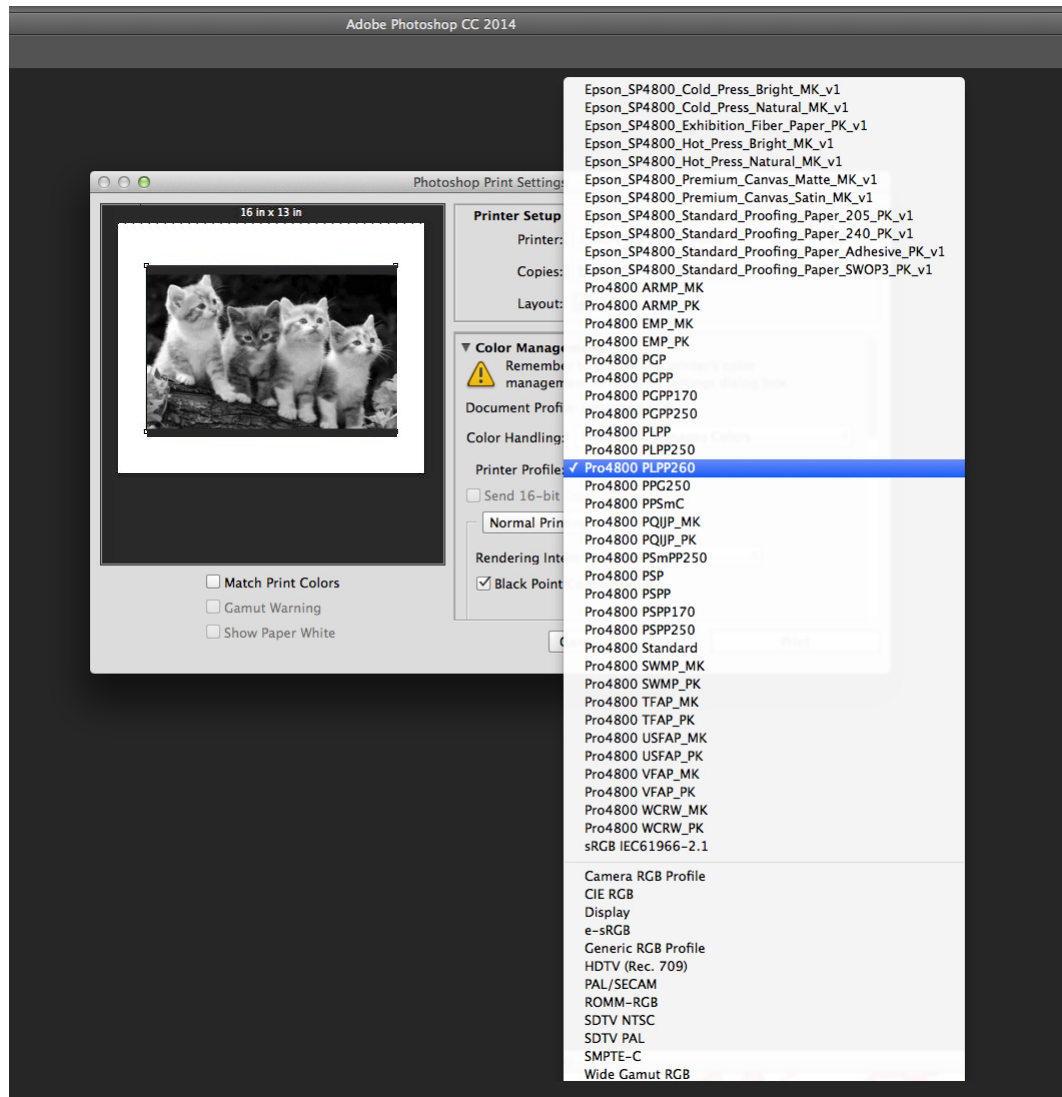 Adobe Photoshop CC 2014
Photoshop Print Settings
16 in x 13 in
Match Print Colors
Gamut Warning
Show Paper White
Printer Setup
Printer:
Copies:
Layout:
Color Manage
Remembe
managem
Document Profi
Color Handling:
Printer Profile:
Send 16-bit
Normal Prin
Rendering Inte
Black Point
Epson_SP4800_Cold_Press_Bright_MK_v1
Epson_SP4800_Cold_Press_Natural_MK_v1
Epson_SP4800_Exhibition_Fiber_Paper_PK_v1
Epson_SP4800_Hot_Press_Bright_MK_v1
Epson_SP4800_Hot_Press_Natural_MK_v1
Epson_SP4800_Premium_Canvas_Matte_MK_v1
Epson_SP4800_Premium_Canvas_Satin_MK_v1
Epson_SP4800_Standard_Proofing_Paper_205_PK_v1
Epson_SP4800_Standard_Proofing_Paper_240_PK_v1
Epson_SP4800_Standard_Proofing_Paper_Adhesive_PK_v1
Epson_SP4800_Standard_Proofing_Paper_SWOP3_PK_v1
Pro4800 ARMP_MK
Pro4800 ARMP_PK
Pro4800 EMP_MK
Pro4800 EMP_PK
Pro4800 PGP
Pro4800 PGPP
Pro4800 PGPP170
Pro4800 PGPP250
Pro4800 PLPP
Pro4800 PLPP250
✓ Pro4800 PLPP260
Pro4800 PPG250
Pro4800 PPSmC
Pro4800 PQIJP_MK
Pro4800 PQIJP_PK
Pro4800 PSmPP250
Pro4800 PSP
Pro4800 PSPP
Pro4800 PSPP170
Pro4800 PSPP250
Pro4800 Standard
Pro4800 SWMP_MK
Pro4800 SWMP_PK
Pro4800 TFAP_MK
Pro4800 TFAP_PK
Pro4800 USFAP_MK
Pro4800 USFAP_PK
Pro4800 VFAP_MK
Pro4800 VFAP_PK
Pro4800 WCRW_MK
Pro4800 WCRW_PK
sRGB IEC61966-2.1
Camera RGB Profile
CIE RGB
Display
e-sRGB
Generic RGB Profile
HDTV (Rec. 709)
PAL/SECAM
ROMM-RGB
SDTV NTSC
SDTV PAL
SMPTE-C
Wide Gamut RGB